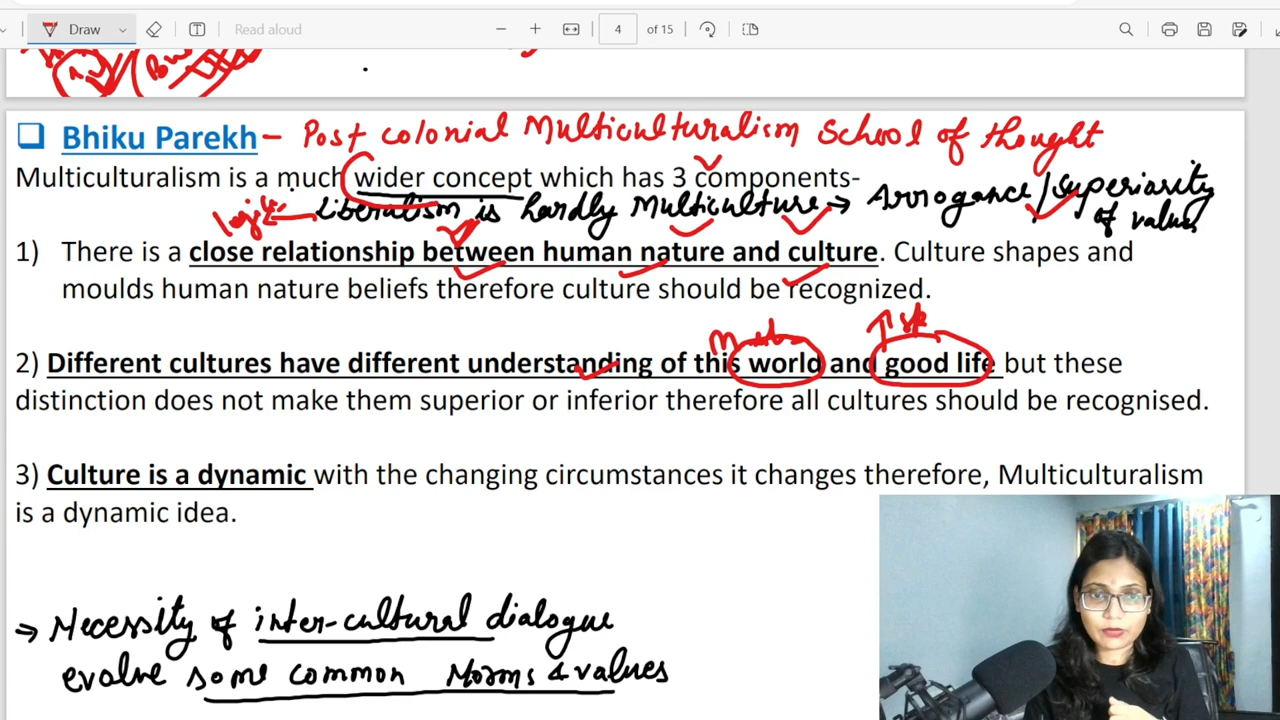 Draw
Read aloud
4 of 15
Bhiku Parekh - Post colonial Multiculturalism School of thought
Multiculturalism is a much wider concept which has 3 components-
liberalism is hardly Multiculture → Arrogance/superiarity
of values
1) There is a close relationship between human nature and culture. Culture shapes and
moulds human nature beliefs therefore culture should be recognized.
2) Different cultures have different understanding of this world and good life but these
distinction does not make them superior or inferior therefore all cultures should be recognised.
3) Culture is a dynamic with the changing circumstances it changes therefore, Multiculturalism
is a dynamic idea.
→ Necessity of inter-cultural dialogue
evolve some common Norms & values